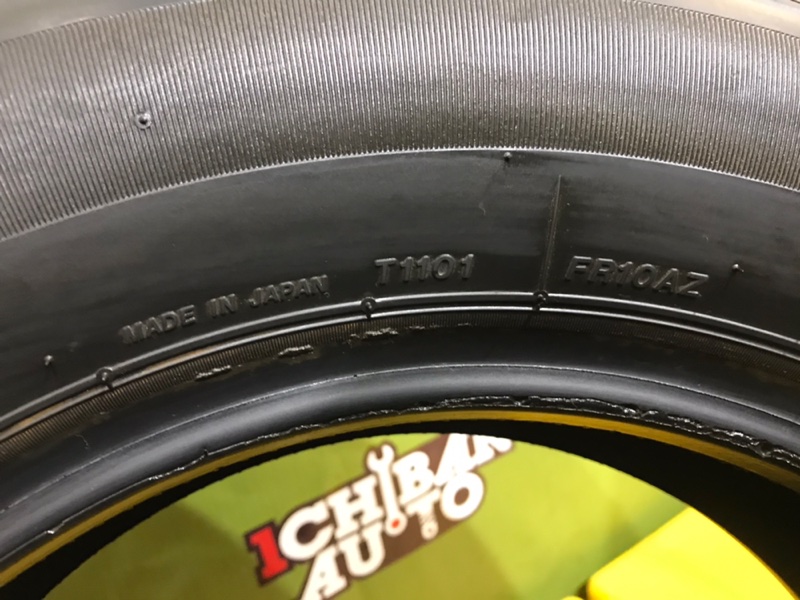 MADE IN JAPAN T1101 FR10AZ
1CHIBAN
AUTO